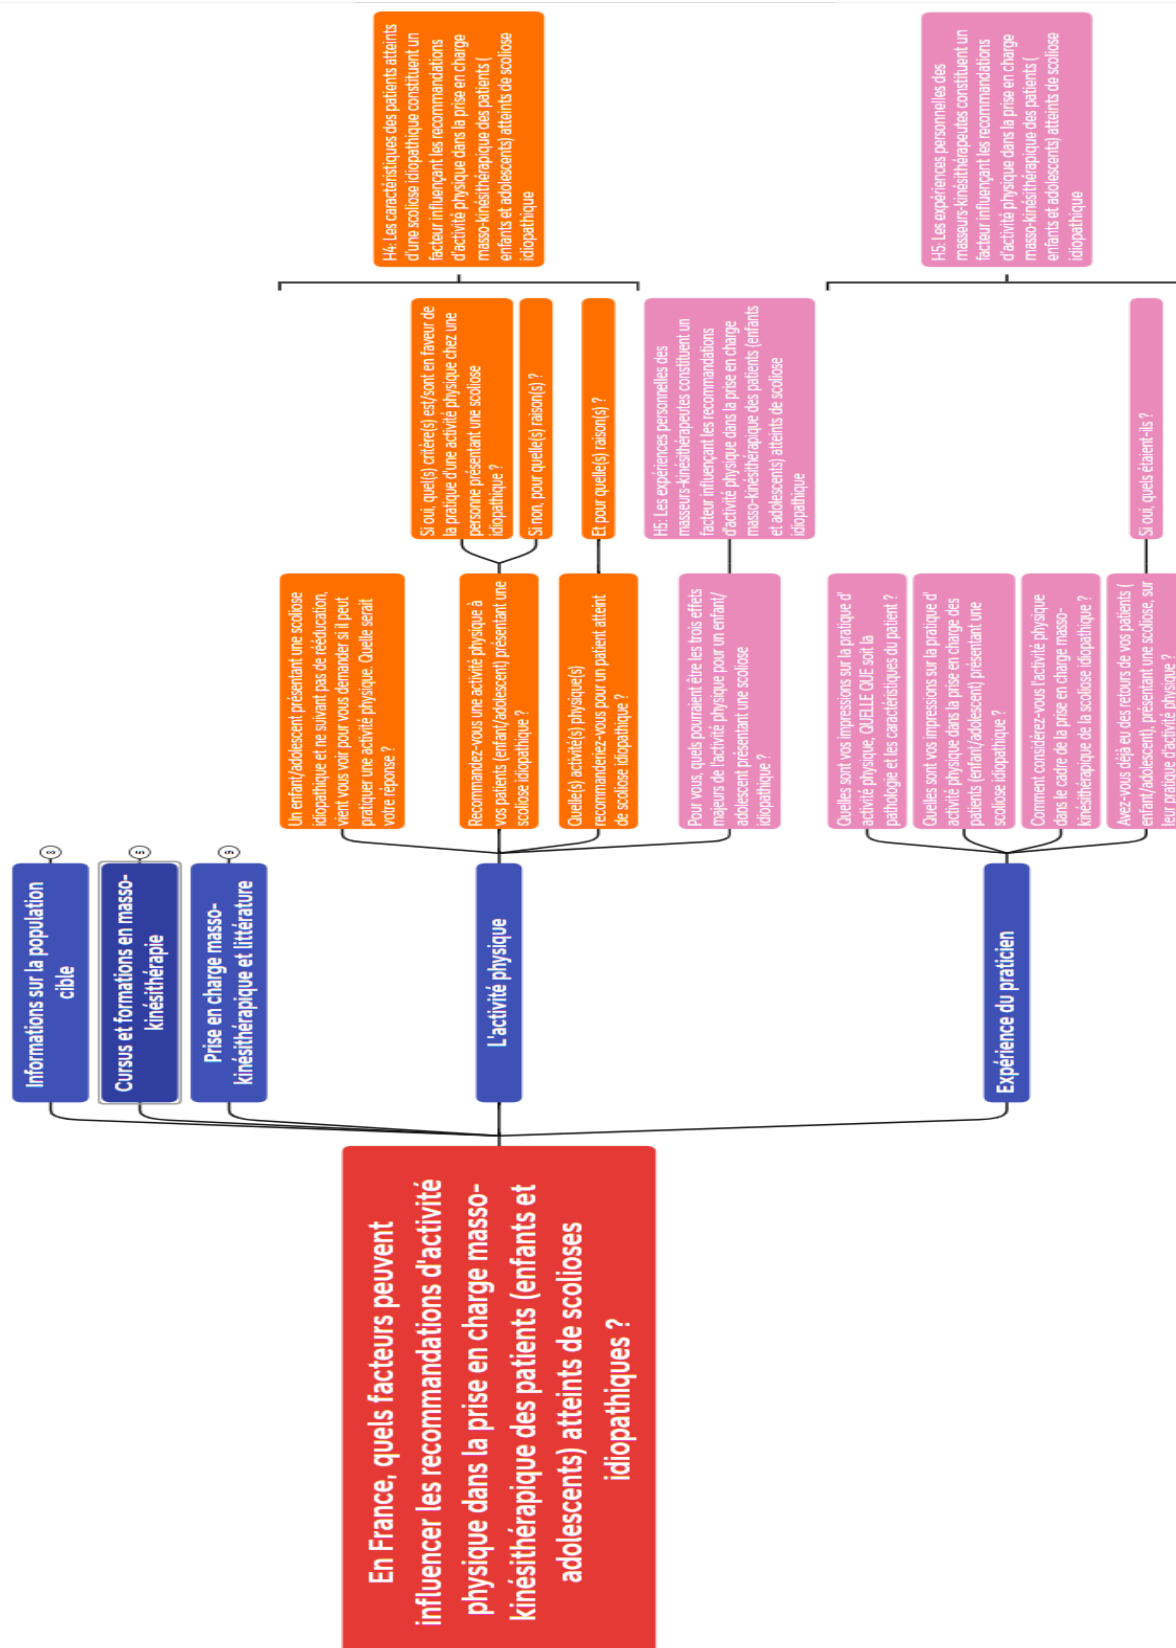 En France, quels facteurs peuvent
influencer les recommandations d'activité
physique dans la prise en charge masso-
kinésithérapique des patients (enfants et
adolescents) atteints de scolioses
idiopathiques ?
Informations sur la population
cible
8
Cursus et formations en masso-
kinésithérapie
5
Prise en charge masso-
kinésithérapique et littérature
9
L'activité physique
Un enfant/adolescent présentant une scoliose
idiopathique et ne suivant pas de rééducation,
vient vous voir pour vous demander si il peut
pratiquer une activité physique. Quelle serait
votre réponse ?
Recommandez-vous une activité physique à
vos patients (enfant/adolescent) présentant une
scoliose idiopathique ?
Si oui, quel(s) critère(s) est/sont en faveur de
la pratique d'une activité physique chez une
personne présentant une scoliose
idiopathique ?
Si non, pour quelle(s) raison(s) ?
Quelle(s) activité(s) physique(s)
recommanderiez-vous pour un patient atteint
de scoliose idiopathique ?
Et pour quelle(s) raison(s) ?
H4: Les caractéristiques des patients atteints
d'une scoliose idiopathique constituent un
facteur influençant les recommandations
d'activité physique dans la prise en charge
masso-kinésithérapique des patients (
enfants et adolescents) atteints de scoliose
idiopathique
Pour vous, quels pourraient être les trois effets
majeurs de l'activité physique pour un enfant/
adolescent présentant une scoliose
idiopathique ?
H5: Les expériences personnelles des
masseurs-kinésithérapeutes constituent un
facteur influençant les recommandations
d'activité physique dans la prise en charge
masso-kinésithérapique des patients (enfants
et adolescents) atteints de scoliose
idiopathique
Expérience du praticien
Quelles sont vos impressions sur la pratique d'
activité physique, QUELLE QUE soit la
pathologie et les caractéristiques du patient ?
Quelles sont vos impressions sur la pratique d'
activité physique dans la prise en charge des
patients (enfant/adolescent) présentant une
scoliose idiopathique ?
Comment considérez-vous l'activité physique
dans le cadre de la prise en charge masso-
kinésithérapique de la scoliose idiopathique ?
Avez-vous déjà eu des retours de vos patients (
enfant/adolescent), présentant une scoliose, sur
leur pratique d'activité physique ?
Si oui, quels étaient-ils ?
H5: Les expériences personnelles des
masseurs-kinésithérapeutes constituent un
facteur influençant les recommandations
d'activité physique dans la prise en charge
masso-kinésithérapique des patients (
enfants et adolescents) atteints de scoliose
idiopathique